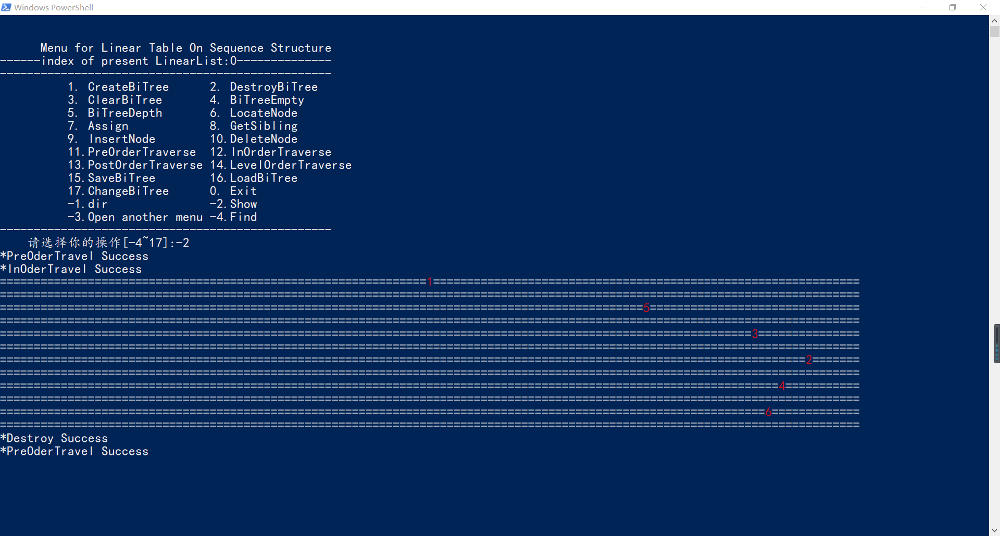 Windows PowerShell
Menu for Linear Table On Sequence Structure
------index of present LinearList:0--------------
-------------------------------------------------
1. CreateBiTree      2. DestroyBiTree
3. ClearBiTree       4. BiTreeEmpty
5. BiTreeDepth       6. LocateNode
7. Assign            8. GetSibling
9. InsertNode        10.DeleteNode
11.PreOrderTraverse  12.InOrderTraverse
13.PostOrderTraverse 14.LevelOrderTraverse
15.SaveBiTree        16.LoadBiTree
17.ChangeBiTree      0. Exit
-1.dir               -2.Show
-3.Open another menu -4.Find
-------------------------------------------------
请选择你的操作[-4~17]:-2
*PreOderTravel Success
*InOderTravel Success
===============================================================1===============================================================
===============================================================================================================================
===============================================================================================5===============================
===============================================================================================================================
===============================================================================================================3===============
===============================================================================================================================
=======================================================================================================================2=======
===============================================================================================================================
===================================================================================================================4===========
===============================================================================================================================
=================================================================================================================6=============
===============================================================================================================================
*Destroy Success
*PreOderTravel Success